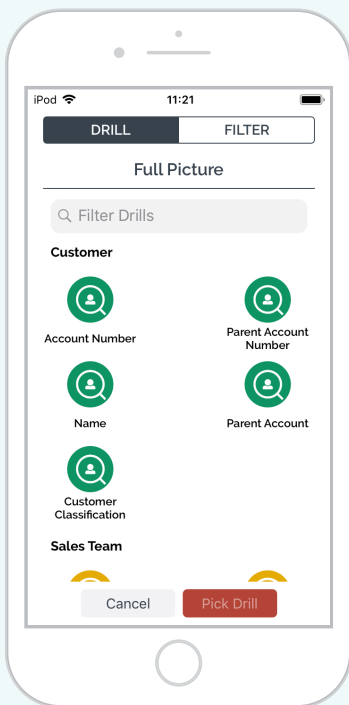 iPod 11:21
DRILL FILTER
Full Picture
Filter Drills
Customer
Account Number
Parent Account
Number
Name
Parent Account
Customer
Classification
Sales Team
Cancel Pick Drill